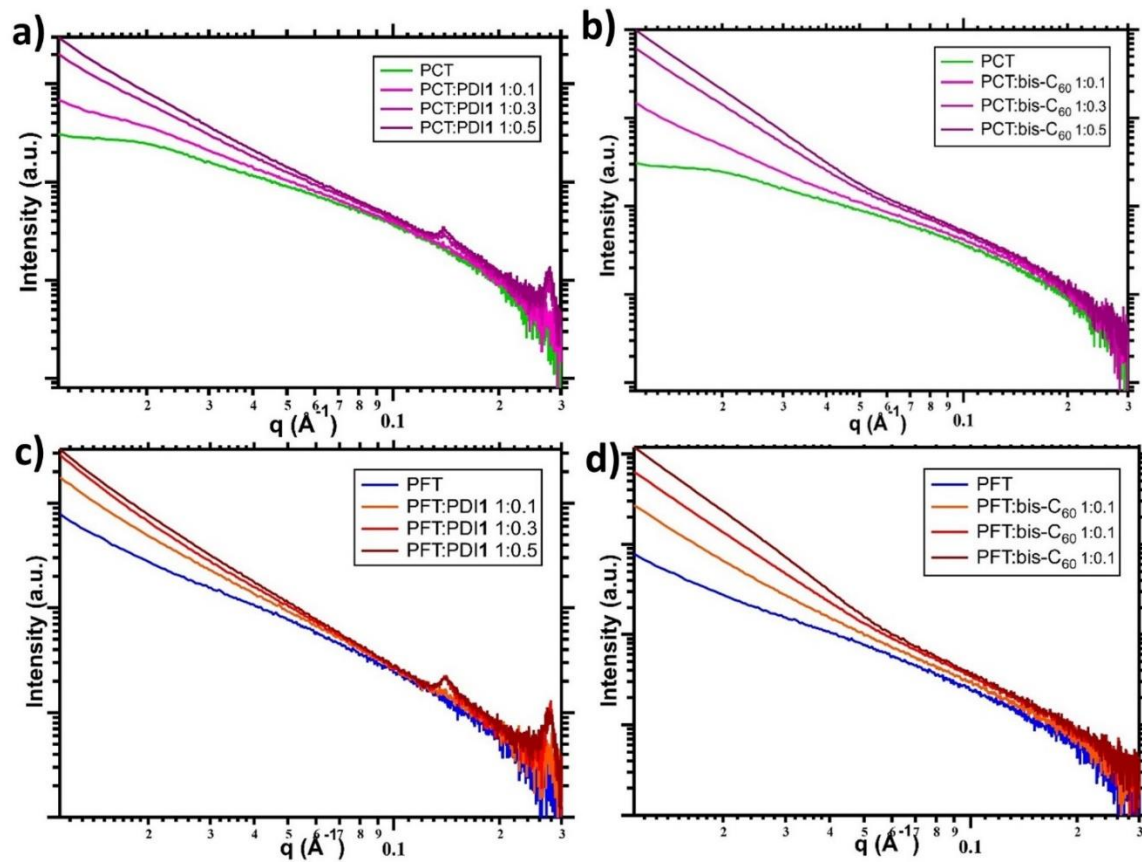 a)
Intensity (a.u.)
PCT
PCT:PDI1 1:0.1
PCT:PDI1 1:0.3
PCT:PDI1 1:0.5
2 3 4 5 6 7 8 9 0.1 2 3
q (Å⁻¹)
b)
Intensity (a.u.)
PCT
PCT:bis-C₆₀ 1:0.1
PCT:bis-C₆₀ 1:0.3
PCT:bis-C₆₀ 1:0.5
2 3 4 5 6 7 8 9 0.1 2 3
q (Å⁻¹)
c)
Intensity (a.u.)
PFT
PFT:PDI1 1:0.1
PFT:PDI1 1:0.3
PFT:PDI1 1:0.5
2 3 4 5 6 7 8 9 0.1 2 3
q (Å⁻¹)
d)
Intensity (a.u.)
PFT
PFT:bis-C₆₀ 1:0.1
PFT:bis-C₆₀ 1:0.1
PFT:bis-C₆₀ 1:0.1
2 3 4 5 6 7 8 9 0.1 2 3
q (Å⁻¹)